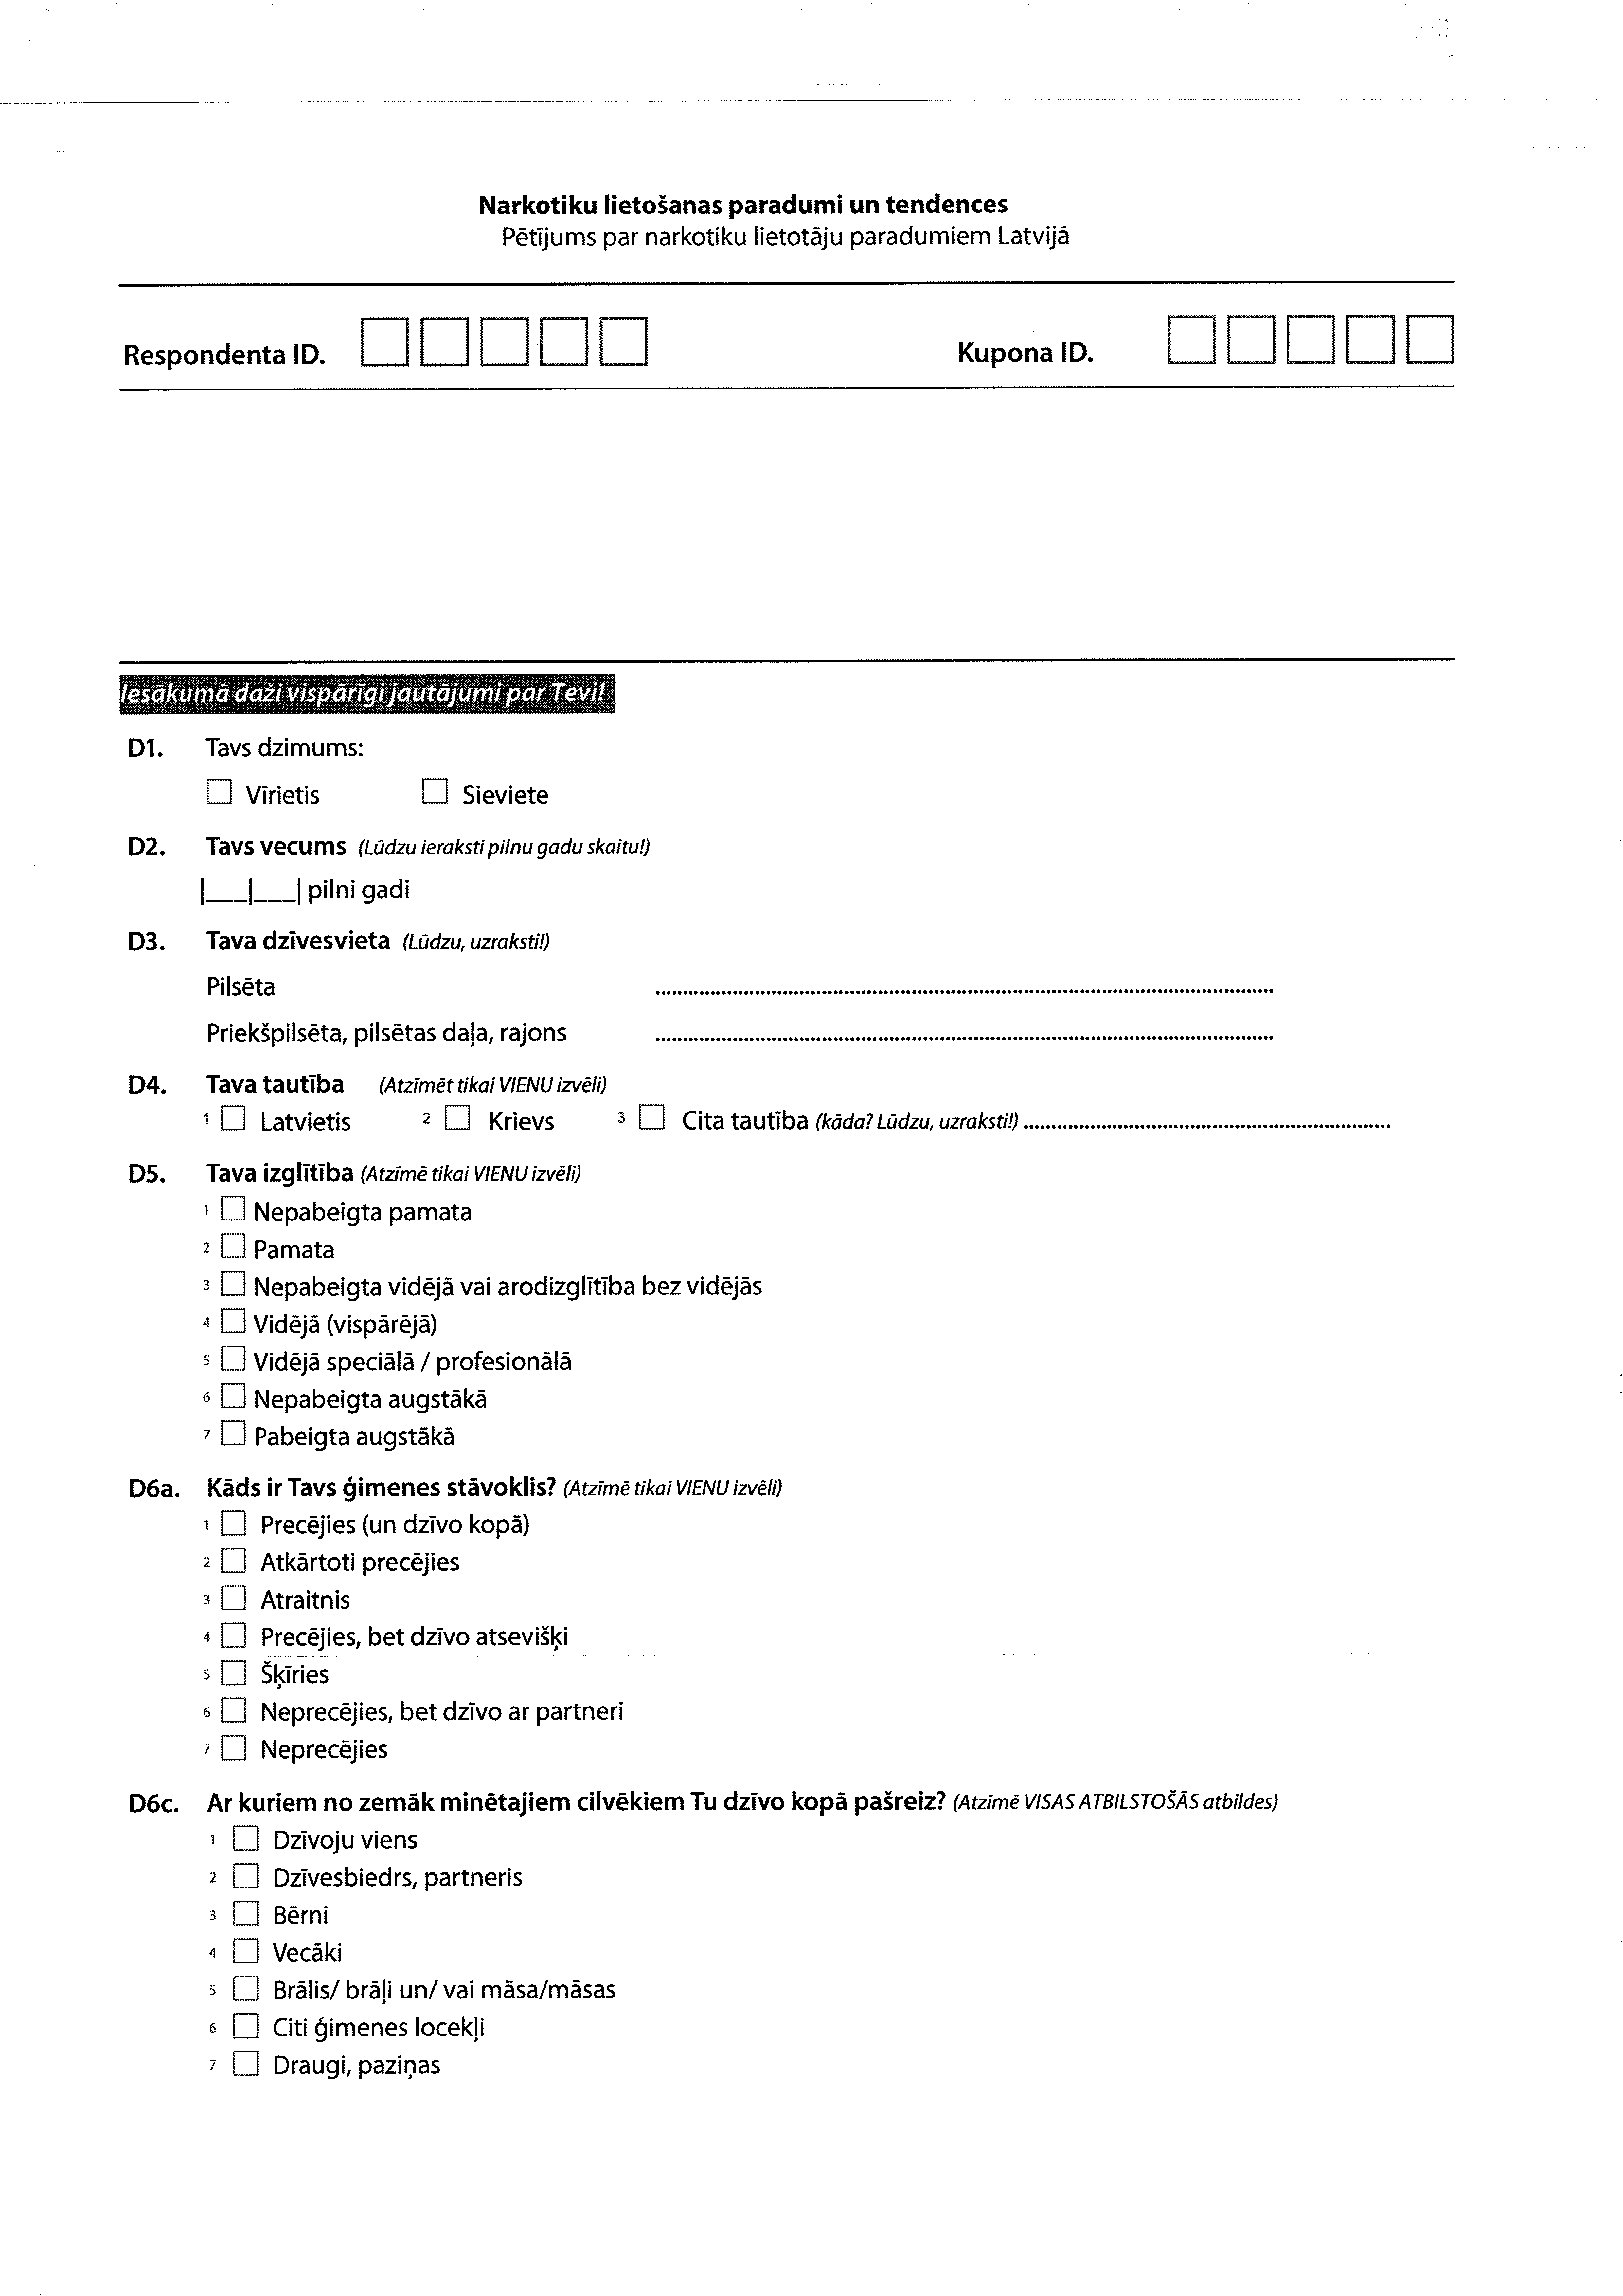 Narkotiku lietošanas paradumi un tendences
Pētījums par narkotiku lietotāju paradumiem Latvijā
Respondenta ID. Kupona ID.
Iesākumā daži vispārīgi jautājumi par Tevi!
D1. Tavs dzimums:
☐ Vīrietis ☐ Sieviete
D2. Tavs vecums (Lūdzu ieraksti pilnu gadu skaitu!)
|___|___| pilni gadi
D3. Tava dzīvesvieta (Lūdzu, uzraksti!)
Pilsēta ..........
Priekšpilsēta, pilsētas daļa, rajons ..........
D4. Tava tautība (Atzīmēt tikai VIENU izvēli)
1 ☐ Latvietis 2 ☐ Krievs 3 ☐ Cita tautība (kāda? Lūdzu, uzraksti!) ..........
D5. Tava izglītība (Atzīmē tikai VIENU izvēli)
1 ☐ Nepabeigta pamata
2 ☐ Pamata
3 ☐ Nepabeigta vidējā vai arodizglītība bez vidējās
4 ☐ Vidējā (vispārējā)
5 ☐ Vidējā speciālā / profesionālā
6 ☐ Nepabeigta augstākā
7 ☐ Pabeigta augstākā
D6a. Kāds ir Tavs ģimenes stāvoklis? (Atzīmē tikai VIENU izvēli)
1 ☐ Precējies (un dzīvo kopā)
2 ☐ Atkārtoti precējies
3 ☐ Atraitnis
4 ☐ Precējies, bet dzīvo atsevišķi
5 ☐ Šķīries
6 ☐ Neprecējies, bet dzīvo ar partneri
7 ☐ Neprecējies
D6c. Ar kuriem no zemāk minētajiem cilvēkiem Tu dzīvo kopā pašreiz? (Atzīmē VISAS ATBILSTOŠĀS atbildes)
1 ☐ Dzīvoju viens
2 ☐ Dzīvesbiedrs, partneris
3 ☐ Bērni
4 ☐ Vecāki
5 ☐ Brālis/ brāļi un/ vai māsa/māsas
6 ☐ Citi ģimenes locekļi
7 ☐ Draugi, paziņas